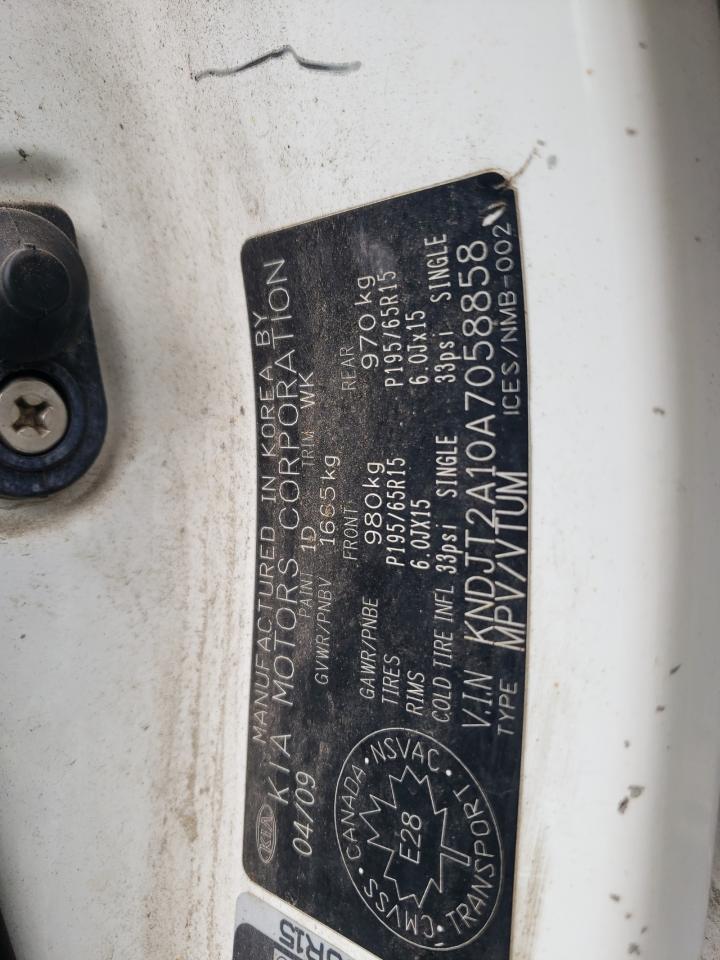 KIA
MANUFACTURED IN KOREA BY
KIA MOTORS CORPORATION
04/09 PAINT 1D TRIM WK
GVWR/PNBV 1665kg
FRONT REAR
GAWR/PNBE 980kg 970kg
TIRES P195/65R15 P195/65R15
RIMS 6.0JX15 6.0Jx15
COLD TIRE INFL 33psi SINGLE 33psi SINGLE
V.I.N KNDJT2A10A7058858
TYPE MPV/VTUM ICES/NMB-002
CANADA · NSVAC · TRANSPORT · CMVSS ·
E28
R15